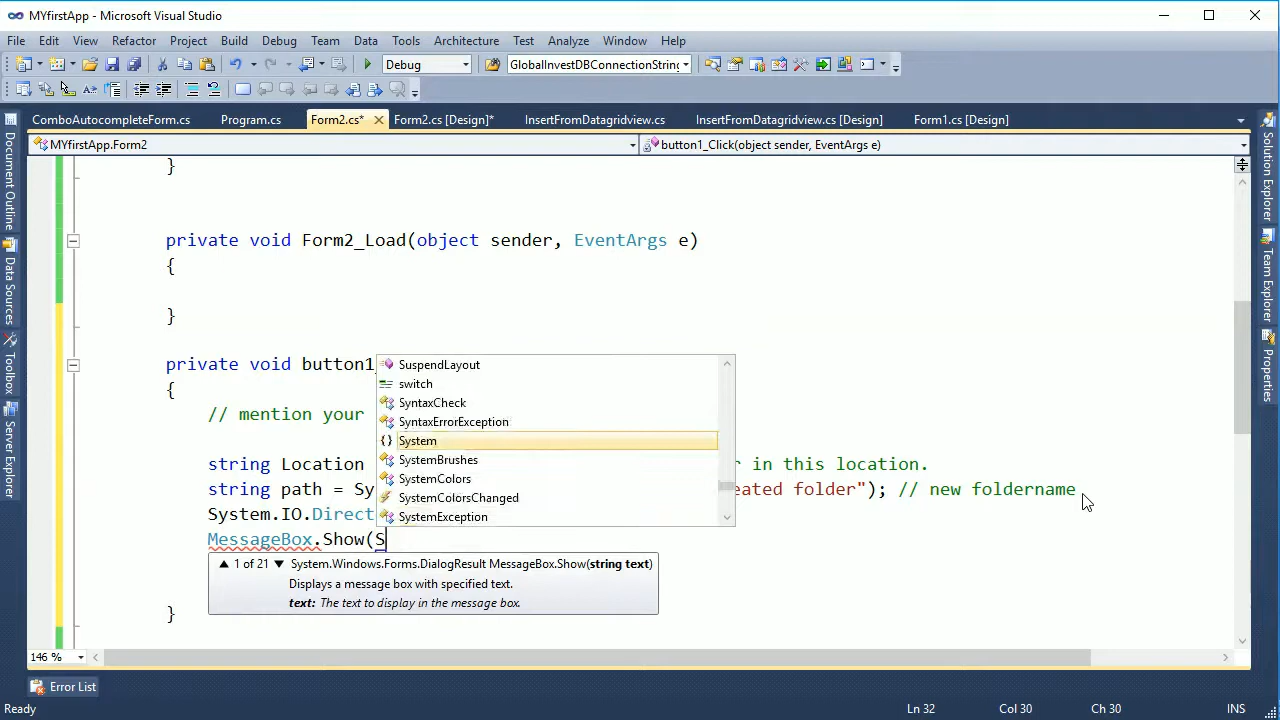 MYfirstApp - Microsoft Visual Studio
File Edit View Refactor Project Build Debug Team Data Tools Architecture Test Analyze Window Help
Debug GlobalInvestDBConnectionString
ComboAutocompleteForm.cs Program.cs Form2.cs* Form2.cs [Design]* InsertFromDatagridview.cs InsertFromDatagridview.cs [Design] Form1.cs [Design]
MYfirstApp.Form2 button1_Click(object sender, EventArgs e)
Document Outline
Data Sources
Toolbox
Server Explorer
}
private void Form2_Load(object sender, EventArgs e)
{
}
private void button1
{
// mention your
string Location r in this location.
string path = Sy eated folder"); // new foldername
System.IO.Direct
MessageBox.Show(S
SuspendLayout
switch
SyntaxCheck
SyntaxErrorException
{} System
SystemBrushes
SystemColors
SystemColorsChanged
SystemException
1 of 21 System.Windows.Forms.DialogResult MessageBox.Show(string text)
Displays a message box with specified text.
text: The text to display in the message box.
}
Solution Explorer
Team Explorer
Properties
146 %
Error List
Ready Ln 32 Col 30 Ch 30 INS